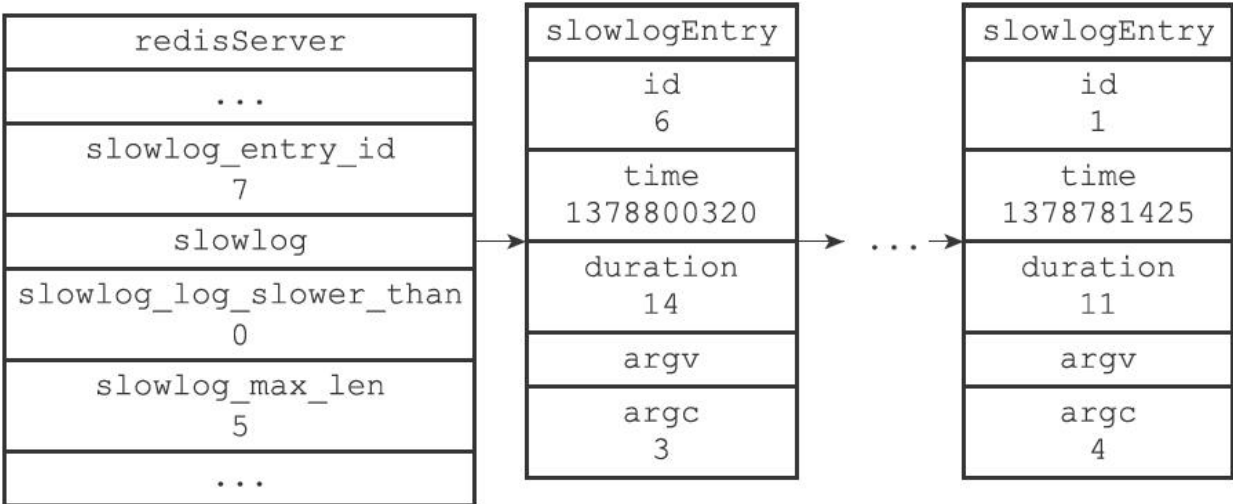 redisServer
...
slowlog_entry_id
7
slowlog
slowlog_log_slower_than
0
slowlog_max_len
5
...
slowlogEntry
id
6
time
1378800320
duration
14
argv
argc
3
...
slowlogEntry
id
1
time
1378781425
duration
11
argv
argc
4